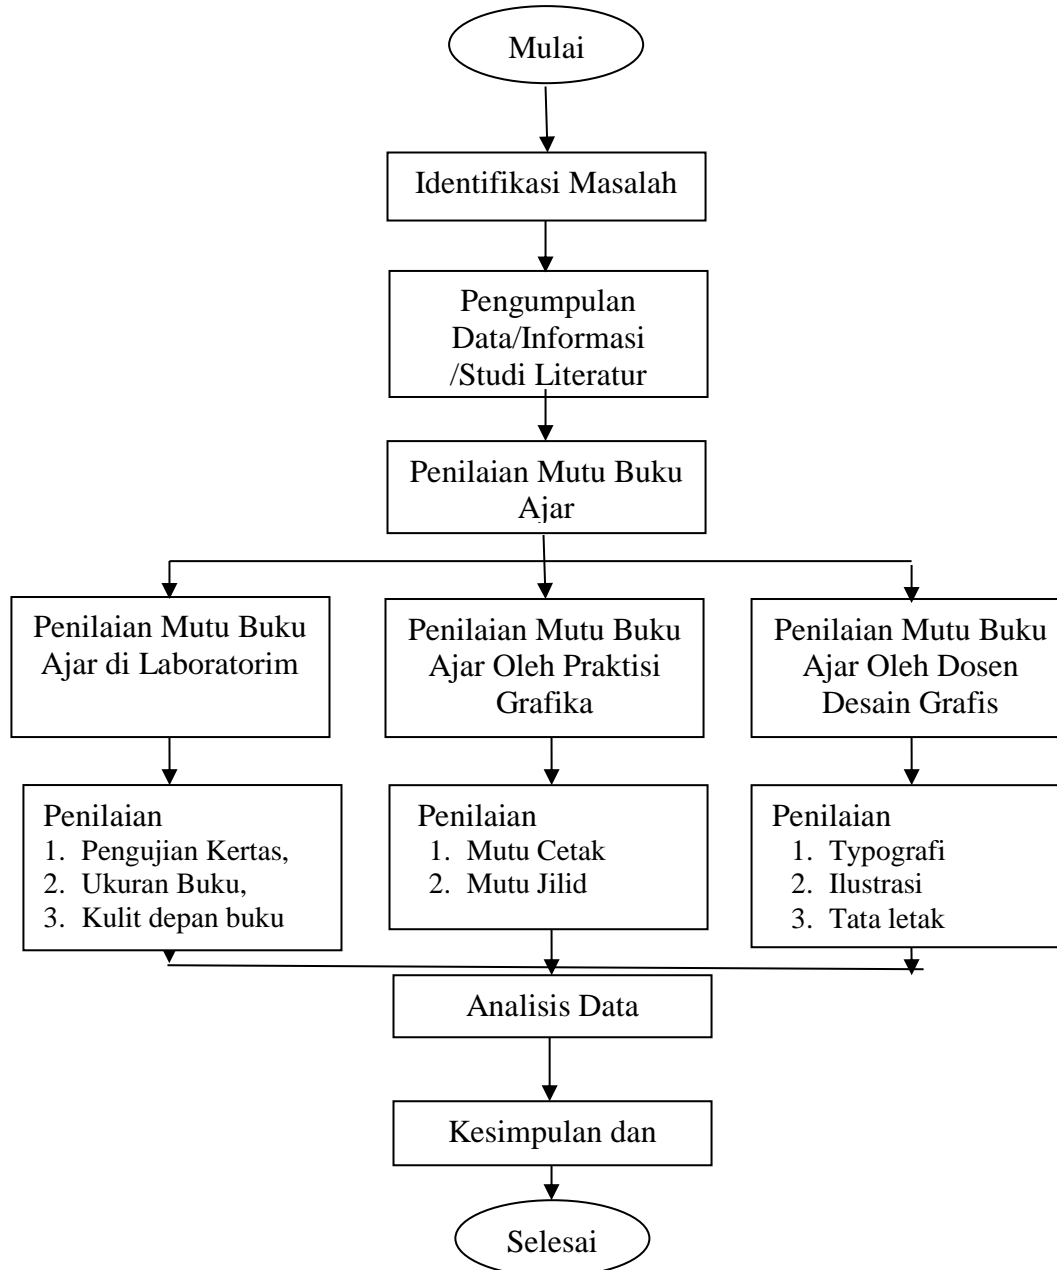 Mulai
Identifikasi Masalah
Pengumpulan
Data/Informasi
/Studi Literatur
Penilaian Mutu Buku
Ajar
Penilaian Mutu Buku
Ajar di Laboratorim
Penilaian Mutu Buku
Ajar Oleh Praktisi
Grafika
Penilaian Mutu Buku
Ajar Oleh Dosen
Desain Grafis
Penilaian
1. Pengujian Kertas,
2. Ukuran Buku,
3. Kulit depan buku
Penilaian
1. Mutu Cetak
2. Mutu Jilid
Penilaian
1. Typografi
2. Ilustrasi
3. Tata letak
Analisis Data
Kesimpulan dan
Selesai